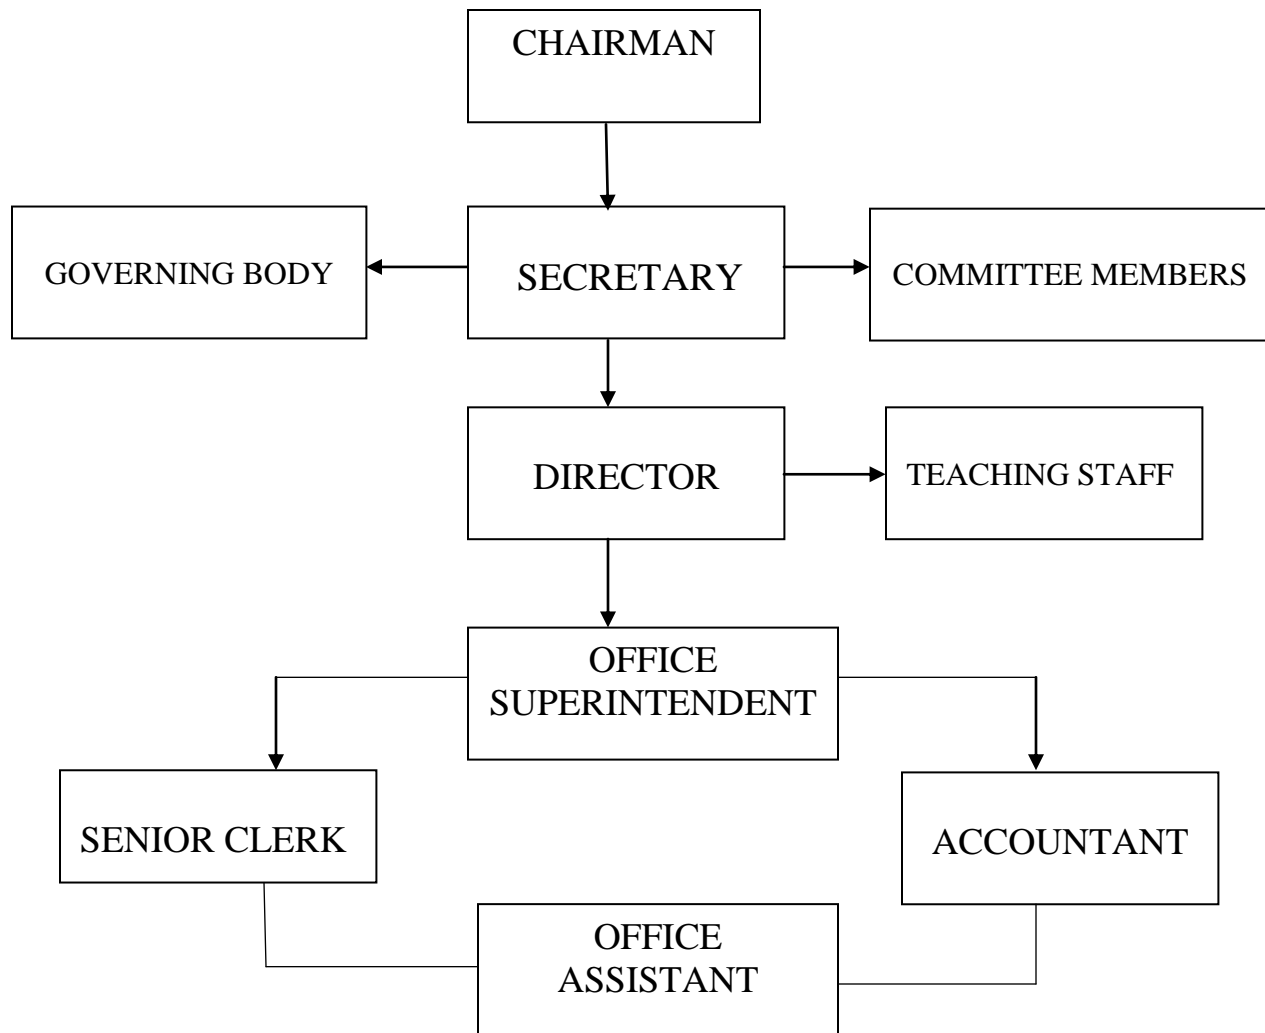 CHAIRMAN
GOVERNING BODY
SECRETARY
COMMITTEE MEMBERS
DIRECTOR
TEACHING STAFF
OFFICE
SUPERINTENDENT
SENIOR CLERK
ACCOUNTANT
OFFICE
ASSISTANT